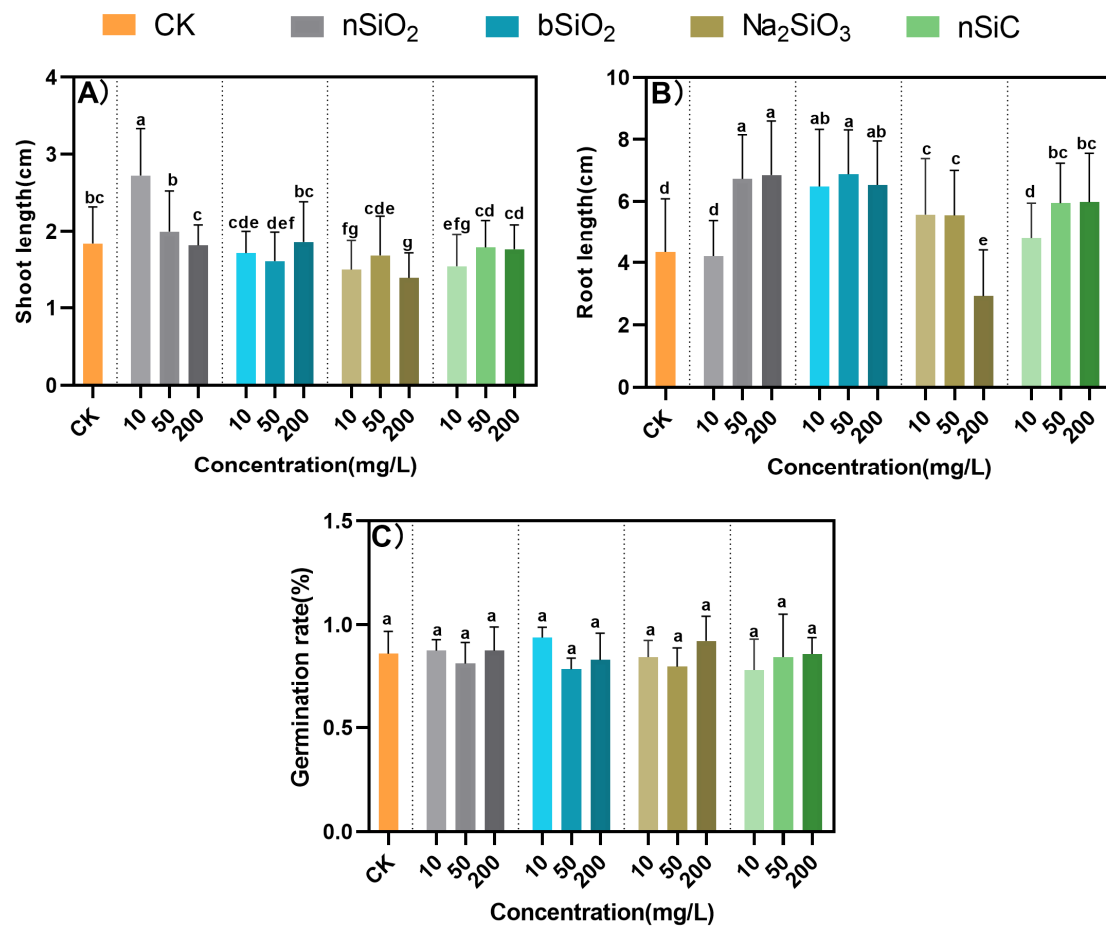 CK nSiO₂ bSiO₂ Na₂SiO₃ nSiC
A)
Shoot length(cm)
4
3
2
1
0
bc a b c cde def bc fg cde g efg cd cd
CK 10 50 200 10 50 200 10 50 200 10 50 200
Concentration(mg/L)
B)
Root length(cm)
10
8
6
4
2
0
d d a a ab a ab c c e d bc bc
CK 10 50 200 10 50 200 10 50 200 10 50 200
Concentration(mg/L)
C)
Germination rate(%)
1.5
1.0
0.5
0.0
a a a a a a a a a a a a a
CK 10 50 200 10 50 200 10 50 200 10 50 200
Concentration(mg/L)